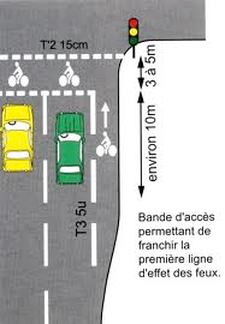 T'2 15cm
3 à 5m
environ 10m
T3 5u
Bande d'accès
permettant de
franchir la
première ligne
d'effet des feux.